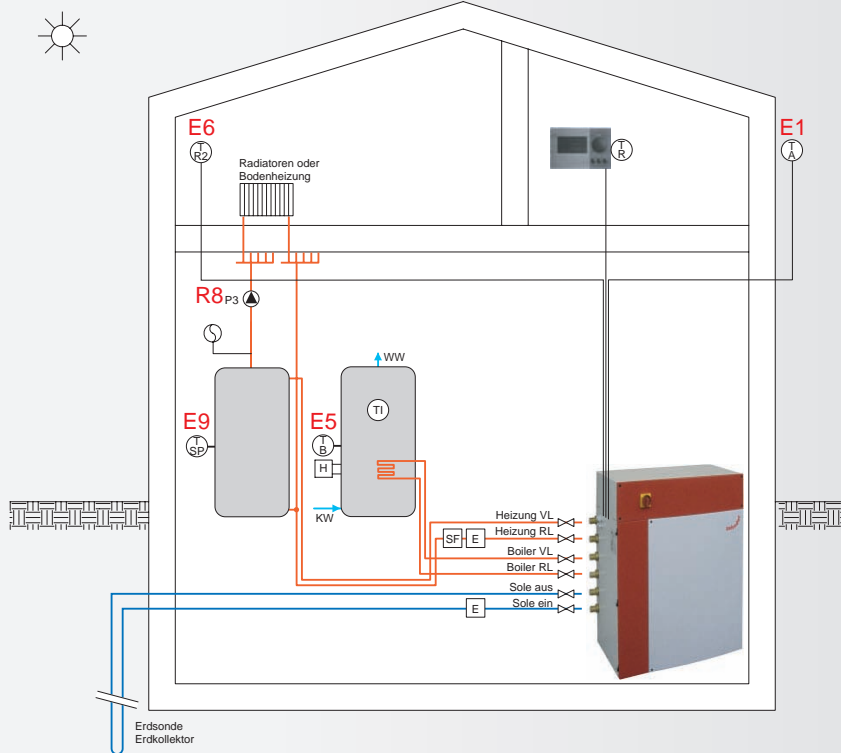 E6
T
R2
Radiatoren oder
Bodenheizung
T
R
E1
T
A
R8 P3
WW
TI
E9
T
SP
E5
T
B
H
KW
Heizung VL
SF
E
Heizung RL
Boiler VL
Boiler RL
Sole aus
E
Sole ein
Erdsonde
Erdkollektor